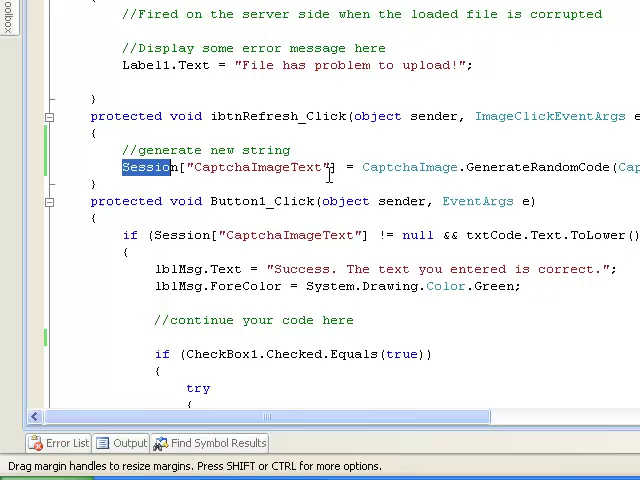 oolbox
//Fired on the server side when the loaded file is corrupted
//Display some error message here
Label1.Text = "File has problem to upload!";
}
protected void ibtnRefresh_Click(object sender, ImageClickEventArgs e
{
//generate new string
Session["CaptchaImageText"] = CaptchaImage.GenerateRandomCode(Cap
}
protected void Button1_Click(object sender, EventArgs e)
{
if (Session["CaptchaImageText"] != null && txtCode.Text.ToLower()
{
lblMsg.Text = "Success. The text you entered is correct.";
lblMsg.ForeColor = System.Drawing.Color.Green;
//continue your code here
if (CheckBox1.Checked.Equals(true))
{
try
{
Error List Output Find Symbol Results
Drag margin handles to resize margins. Press SHIFT or CTRL for more options.